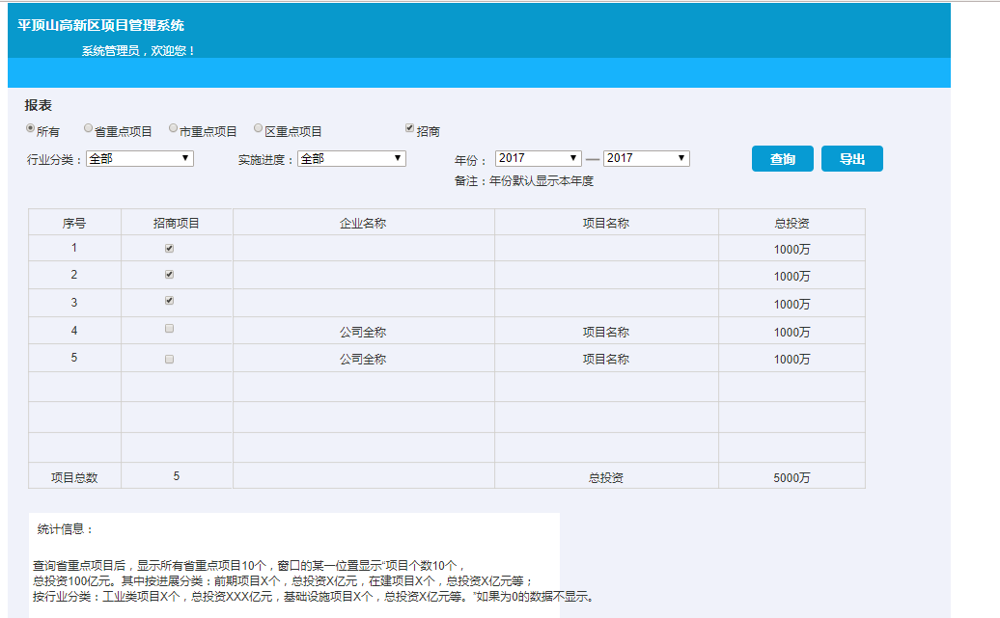 平顶山高新区项目管理系统
系统管理员，欢迎您！
报表
所有 省重点项目 市重点项目 区重点项目 招商
行业分类： 全部 实施进度： 全部 年份： 2017 — 2017 查询 导出
备注：年份默认显示本年度
序号 招商项目 企业名称 项目名称 总投资
1 1000万
2 1000万
3 1000万
4 公司全称 项目名称 1000万
5 公司全称 项目名称 1000万
项目总数 5 总投资 5000万
统计信息：
查询省重点项目后，显示所有省重点项目10个，窗口的某一位置显示“项目个数10个，
总投资100亿元。其中按进展分类：前期项目X个，总投资X亿元，在建项目X个，总投资X亿元等；
按行业分类：工业类项目X个，总投资XXX亿元，基础设施项目X个，总投资X亿元等。”如果为0的数据不显示。